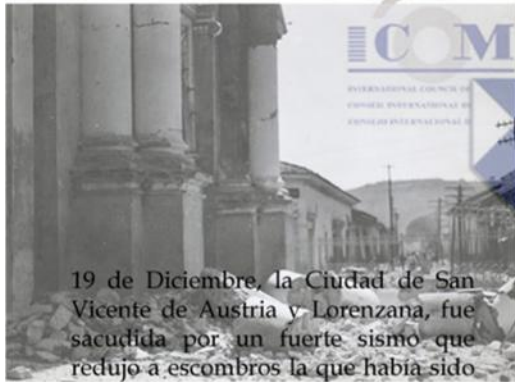 ICOM
INTERNATIONAL COUNCIL OF
CONSEIL INTERNATIONAL D
CONSEJO INTERNACIONAL D
19 de Diciembre, la Ciudad de San
Vicente de Austria y Lorenzana, fue
sacudida por un fuerte sismo que
redujo a escombros la que había sido